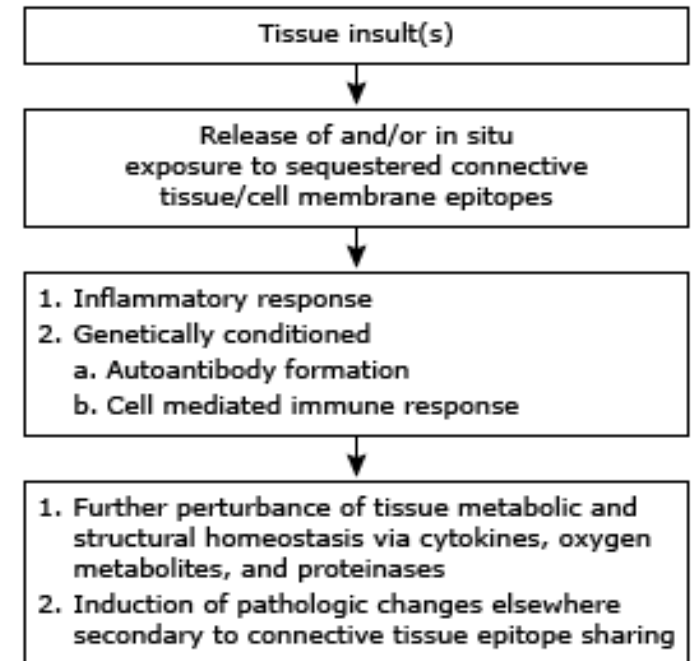 Tissue insult(s)
Release of and/or in situ
exposure to sequestered connective
tissue/cell membrane epitopes
1. Inflammatory response
2. Genetically conditioned
a. Autoantibody formation
b. Cell mediated immune response
1. Further perturbance of tissue metabolic and
structural homeostasis via cytokines, oxygen
metabolites, and proteinases
2. Induction of pathologic changes elsewhere
secondary to connective tissue epitope sharing